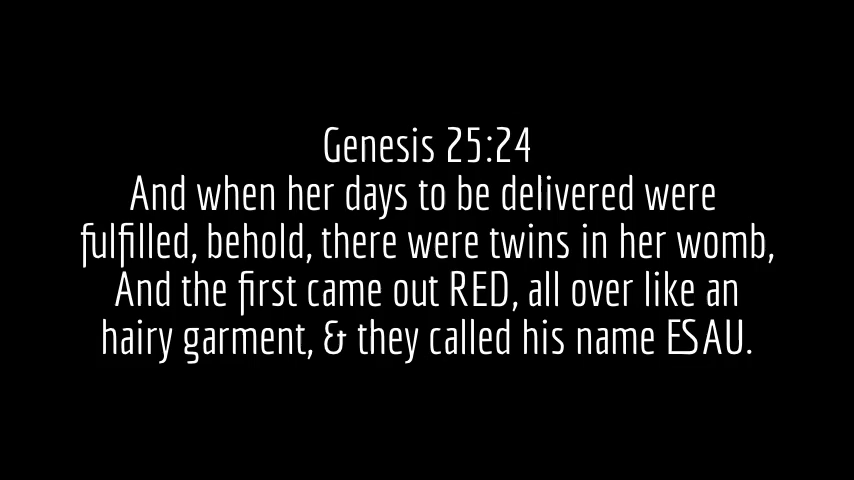 Genesis 25:24
And when her days to be delivered were
fulfilled, behold, there were twins in her womb,
And the first came out RED, all over like an
hairy garment, & they called his name ESAU.